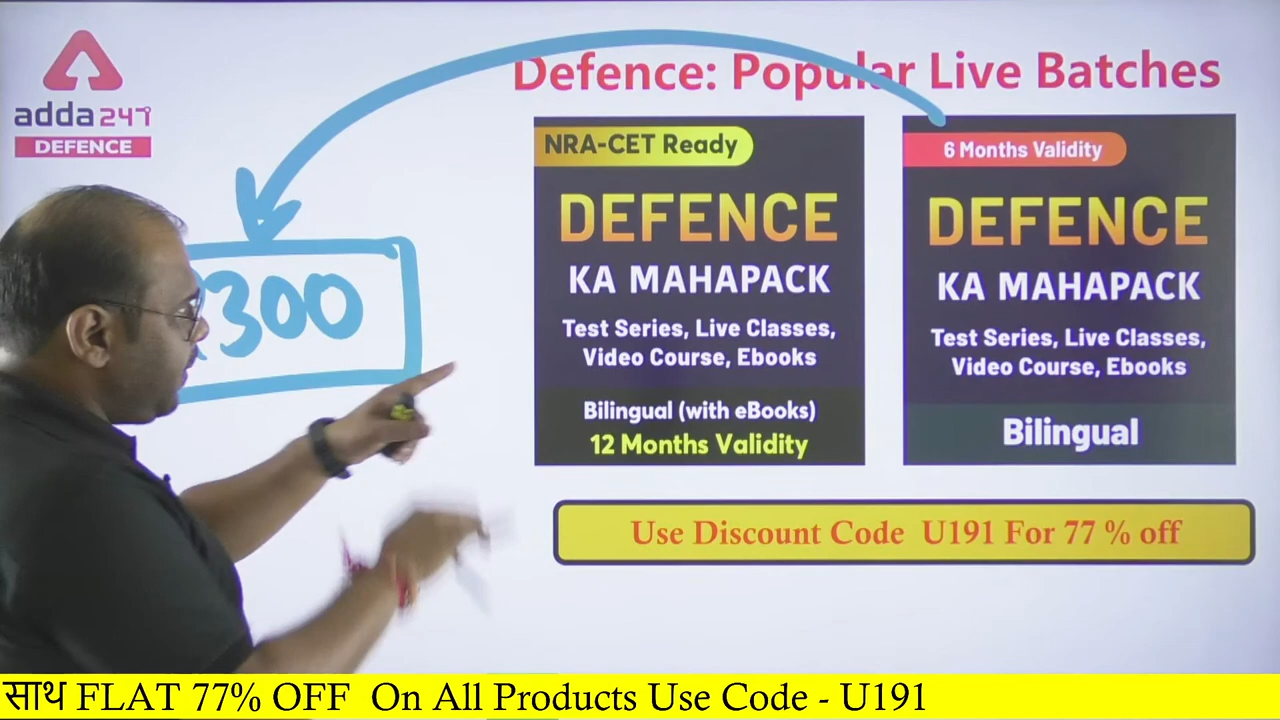 adda247
DEFENCE
Defence: Popular Live Batches
300
NRA-CET Ready
DEFENCE
KA MAHAPACK
Test Series, Live Classes,
Video Course, Ebooks
Bilingual (with eBooks)
12 Months Validity
6 Months Validity
DEFENCE
KA MAHAPACK
Test Series, Live Classes,
Video Course, Ebooks
Bilingual
Use Discount Code U191 For 77 % off
साथ FLAT 77% OFF On All Products Use Code - U191